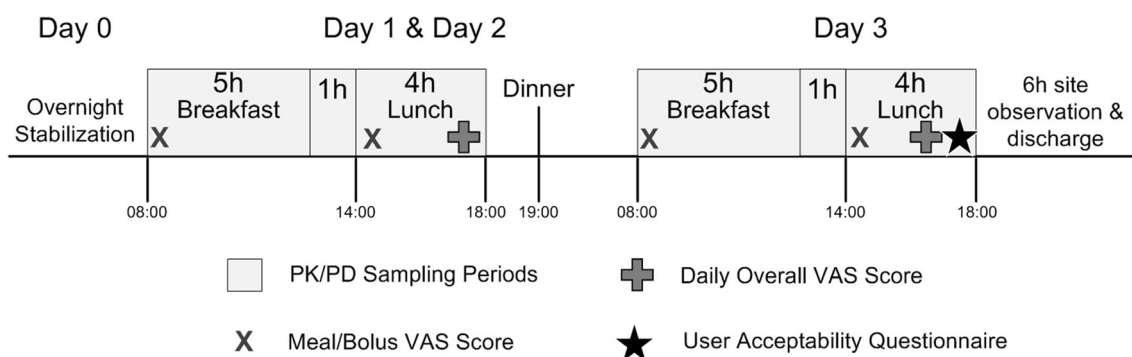 Day 0
Day 1 & Day 2
Day 3
Overnight
Stabilization
5h
Breakfast
1h
4h
Lunch
Dinner
5h
Breakfast
1h
4h
Lunch
6h site
observation &
discharge
X
X
X
X
08:00
14:00
18:00
19:00
08:00
14:00
18:00
PK/PD Sampling Periods
Daily Overall VAS Score
X Meal/Bolus VAS Score
User Acceptability Questionnaire